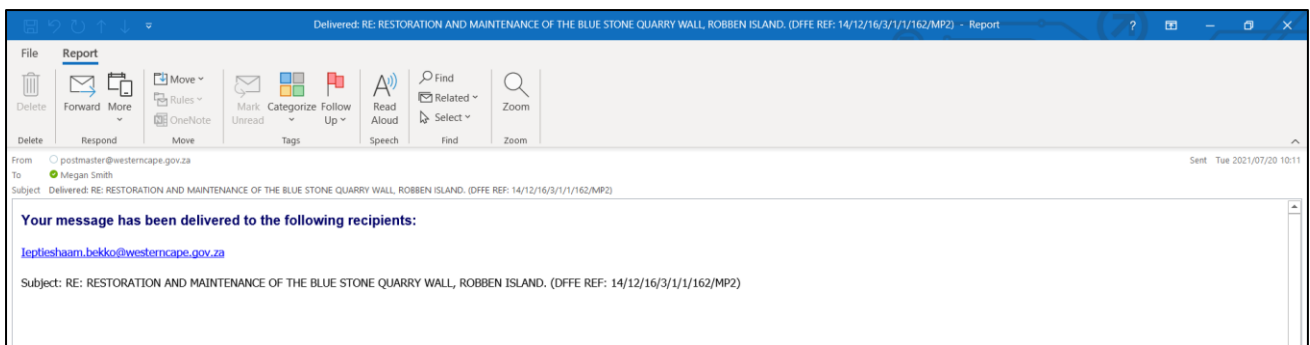 Delivered: RE: RESTORATION AND MAINTENANCE OF THE BLUE STONE QUARRY WALL, ROBBEN ISLAND. (DFFE REF: 14/12/16/3/1/1/162/MP2) - Report
?
File Report
Delete
Forward
More
Move
Rules
OneNote
Mark Unread
Categorize
Follow Up
Read Aloud
Find
Related
Select
Zoom
Delete Respond Move Tags Speech Find Zoom
From postmaster@westerncape.gov.za Sent Tue 2021/07/20 10:11
To Megan Smith
Subject Delivered: RE: RESTORATION AND MAINTENANCE OF THE BLUE STONE QUARRY WALL, ROBBEN ISLAND. (DFFE REF: 14/12/16/3/1/1/162/MP2)
Your message has been delivered to the following recipients:
Ieptieshaam.bekko@westerncape.gov.za
Subject: RE: RESTORATION AND MAINTENANCE OF THE BLUE STONE QUARRY WALL, ROBBEN ISLAND. (DFFE REF: 14/12/16/3/1/1/162/MP2)